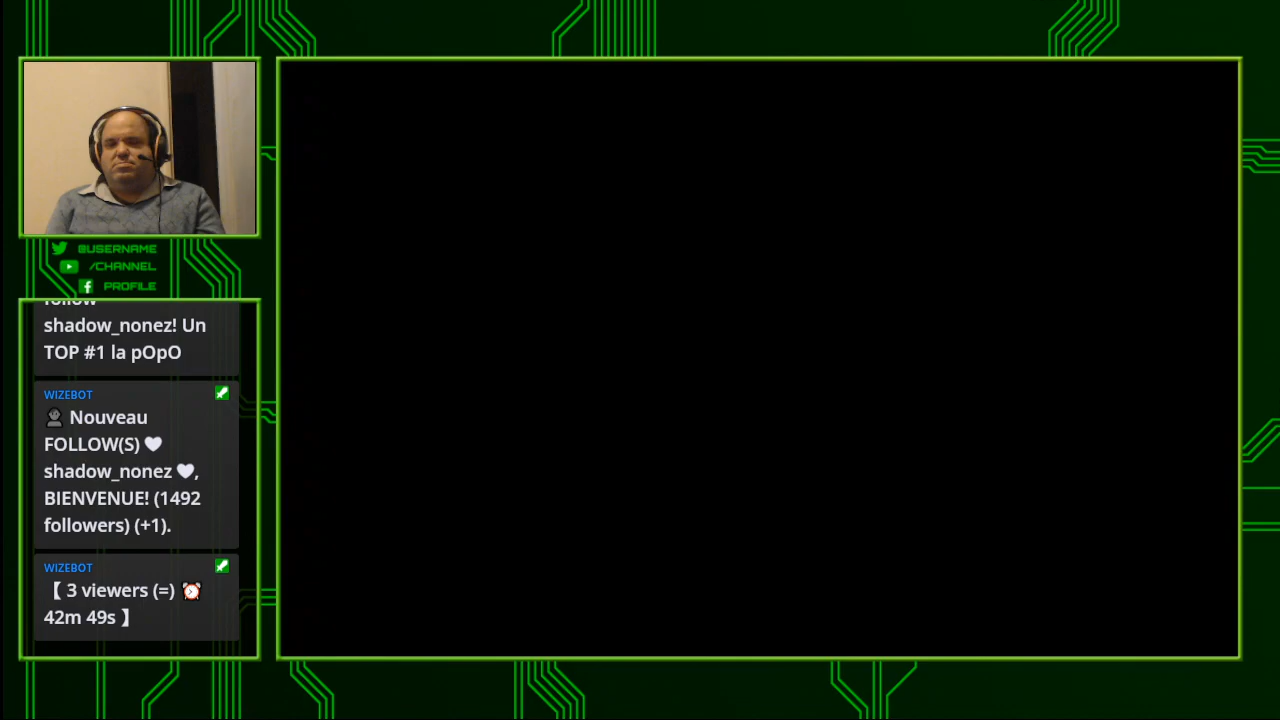 @USERNAME
/CHANNEL
PROFILE
follow
shadow_nonez! Un
TOP #1 la pOpO
WIZEBOT
Nouveau
FOLLOW(S) 🤍
shadow_nonez 🤍,
BIENVENUE! (1492
followers) (+1).
WIZEBOT
【 3 viewers (=) ⏰
42m 49s 】